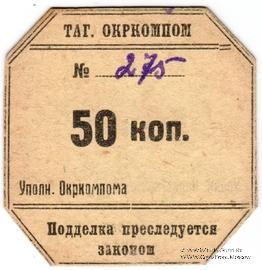 ТАГ. ОКРКОМПОМ
№ 275
50 коп.
Уполн. Окркомпома
Подделка преследуется
законом